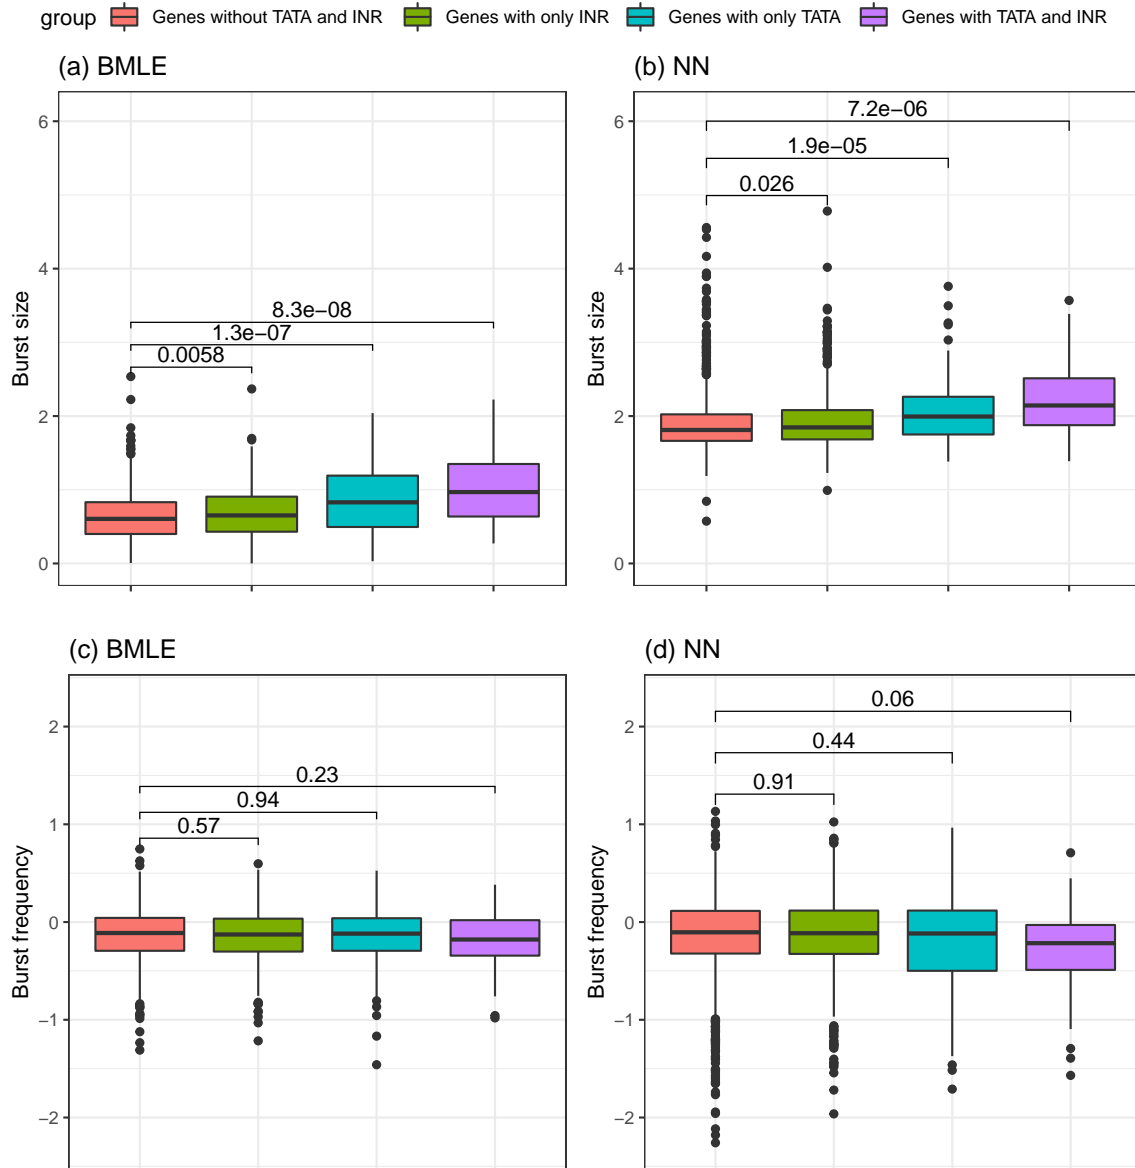 group Genes without TATA and INR Genes with only INR Genes with only TATA Genes with TATA and INR
(a) BMLE
(b) NN
Burst size
6
4
2
0
8.3e−08
1.3e−07
0.0058
Burst size
6
4
2
0
7.2e−06
1.9e−05
0.026
(c) BMLE
(d) NN
Burst frequency
2
1
0
−1
−2
0.23
0.94
0.57
Burst frequency
2
1
0
−1
−2
0.06
0.44
0.91